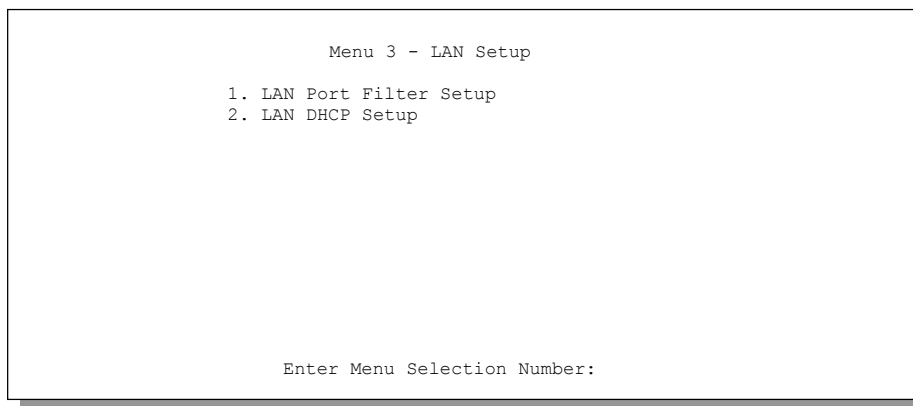 Menu 3 - LAN Setup
1. LAN Port Filter Setup
2. LAN DHCP Setup
Enter Menu Selection Number: